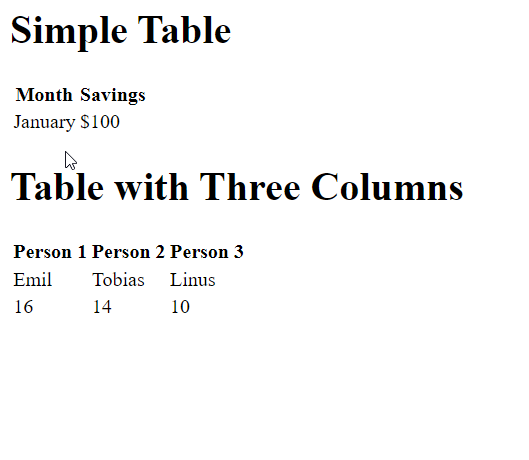 Simple Table
Month Savings
January $100
Table with Three Columns
Person 1 Person 2 Person 3
Emil Tobias Linus
16 14 10